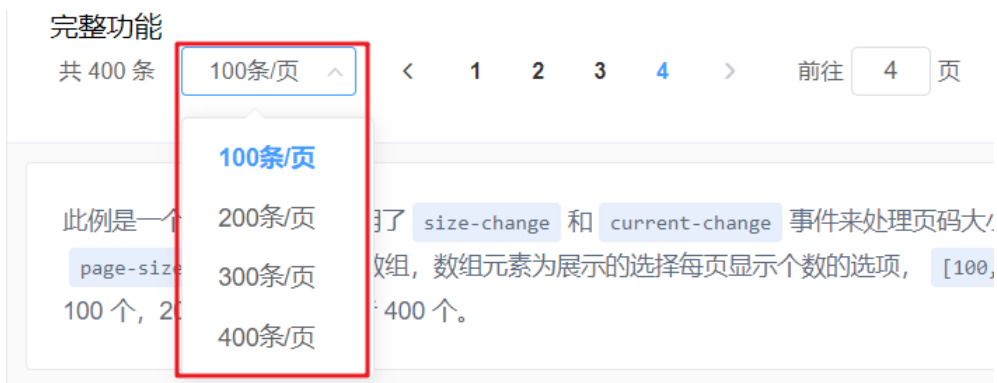 完整功能
共 400 条 100条/页 1 2 3 4 前往 4 页
100条/页
200条/页
300条/页
400条/页
此例是一个 用了 size-change 和 current-change 事件来处理页码大小
page-size 数组，数组元素为展示的选择每页显示个数的选项， [100,
100 个，20 400 个。